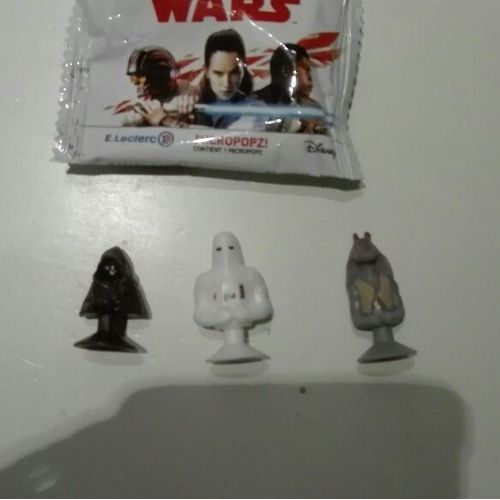 WARS
E.Leclerc
MICROPOPZ!
CONTIENT 1 MICROPOPZ
Disney